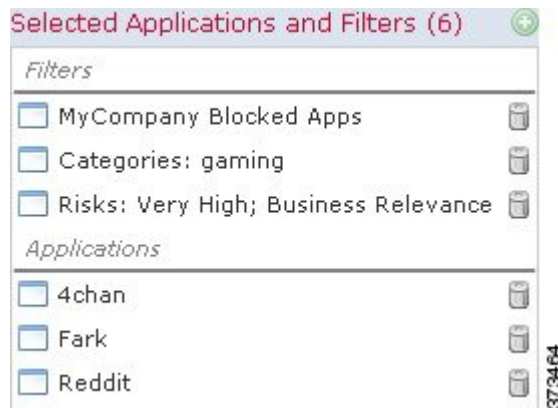 Selected Applications and Filters (6)
Filters
MyCompany Blocked Apps
Categories: gaming
Risks: Very High; Business Relevance
Applications
4chan
Fark
Reddit
373464